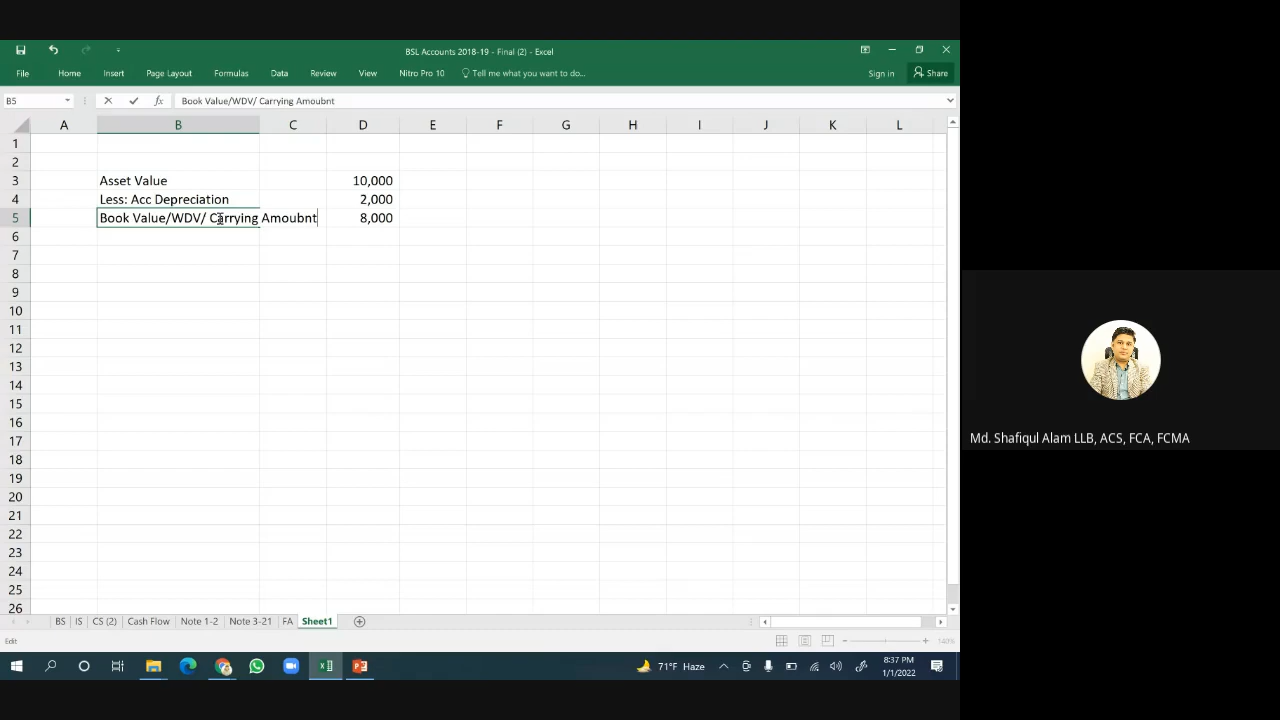 BSL Accounts 2018-19 - Final (2) - Excel
File Home Insert Page Layout Formulas Data Review View Nitro Pro 10 Tell me what you want to do... Sign in Share
B5 fx Book Value/WDV/ Carrying Amoubnt
A B C D E F G H I J K L
1
2
3 Asset Value 10,000
4 Less: Acc Depreciation 2,000
5 Book Value/WDV/ Carrying Amoubnt 8,000
6
7
8
9
10
11
12
13
14
15
16
17
18
19
20
21
22
23
24
25
26
Md. Shafiqul Alam LLB, ACS, FCA, FCMA
BS IS CS (2) Cash Flow Note 1-2 Note 3-21 FA Sheet1
Edit 140%
71°F Haze 8:37 PM
1/1/2022